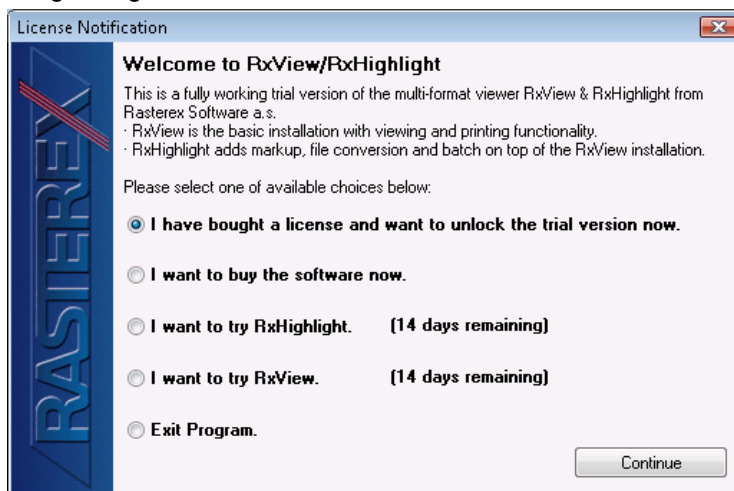 License Notification
RASTEREX
Welcome to RxView/RxHighlight
This is a fully working trial version of the multi-format viewer RxView & RxHighlight from
Rasterex Software a.s.
· RxView is the basic installation with viewing and printing functionality.
· RxHighlight adds markup, file conversion and batch on top of the RxView installation.
Please select one of available choices below:
I have bought a license and want to unlock the trial version now.
I want to buy the software now.
I want to try RxHighlight. (14 days remaining)
I want to try RxView. (14 days remaining)
Exit Program.
Continue